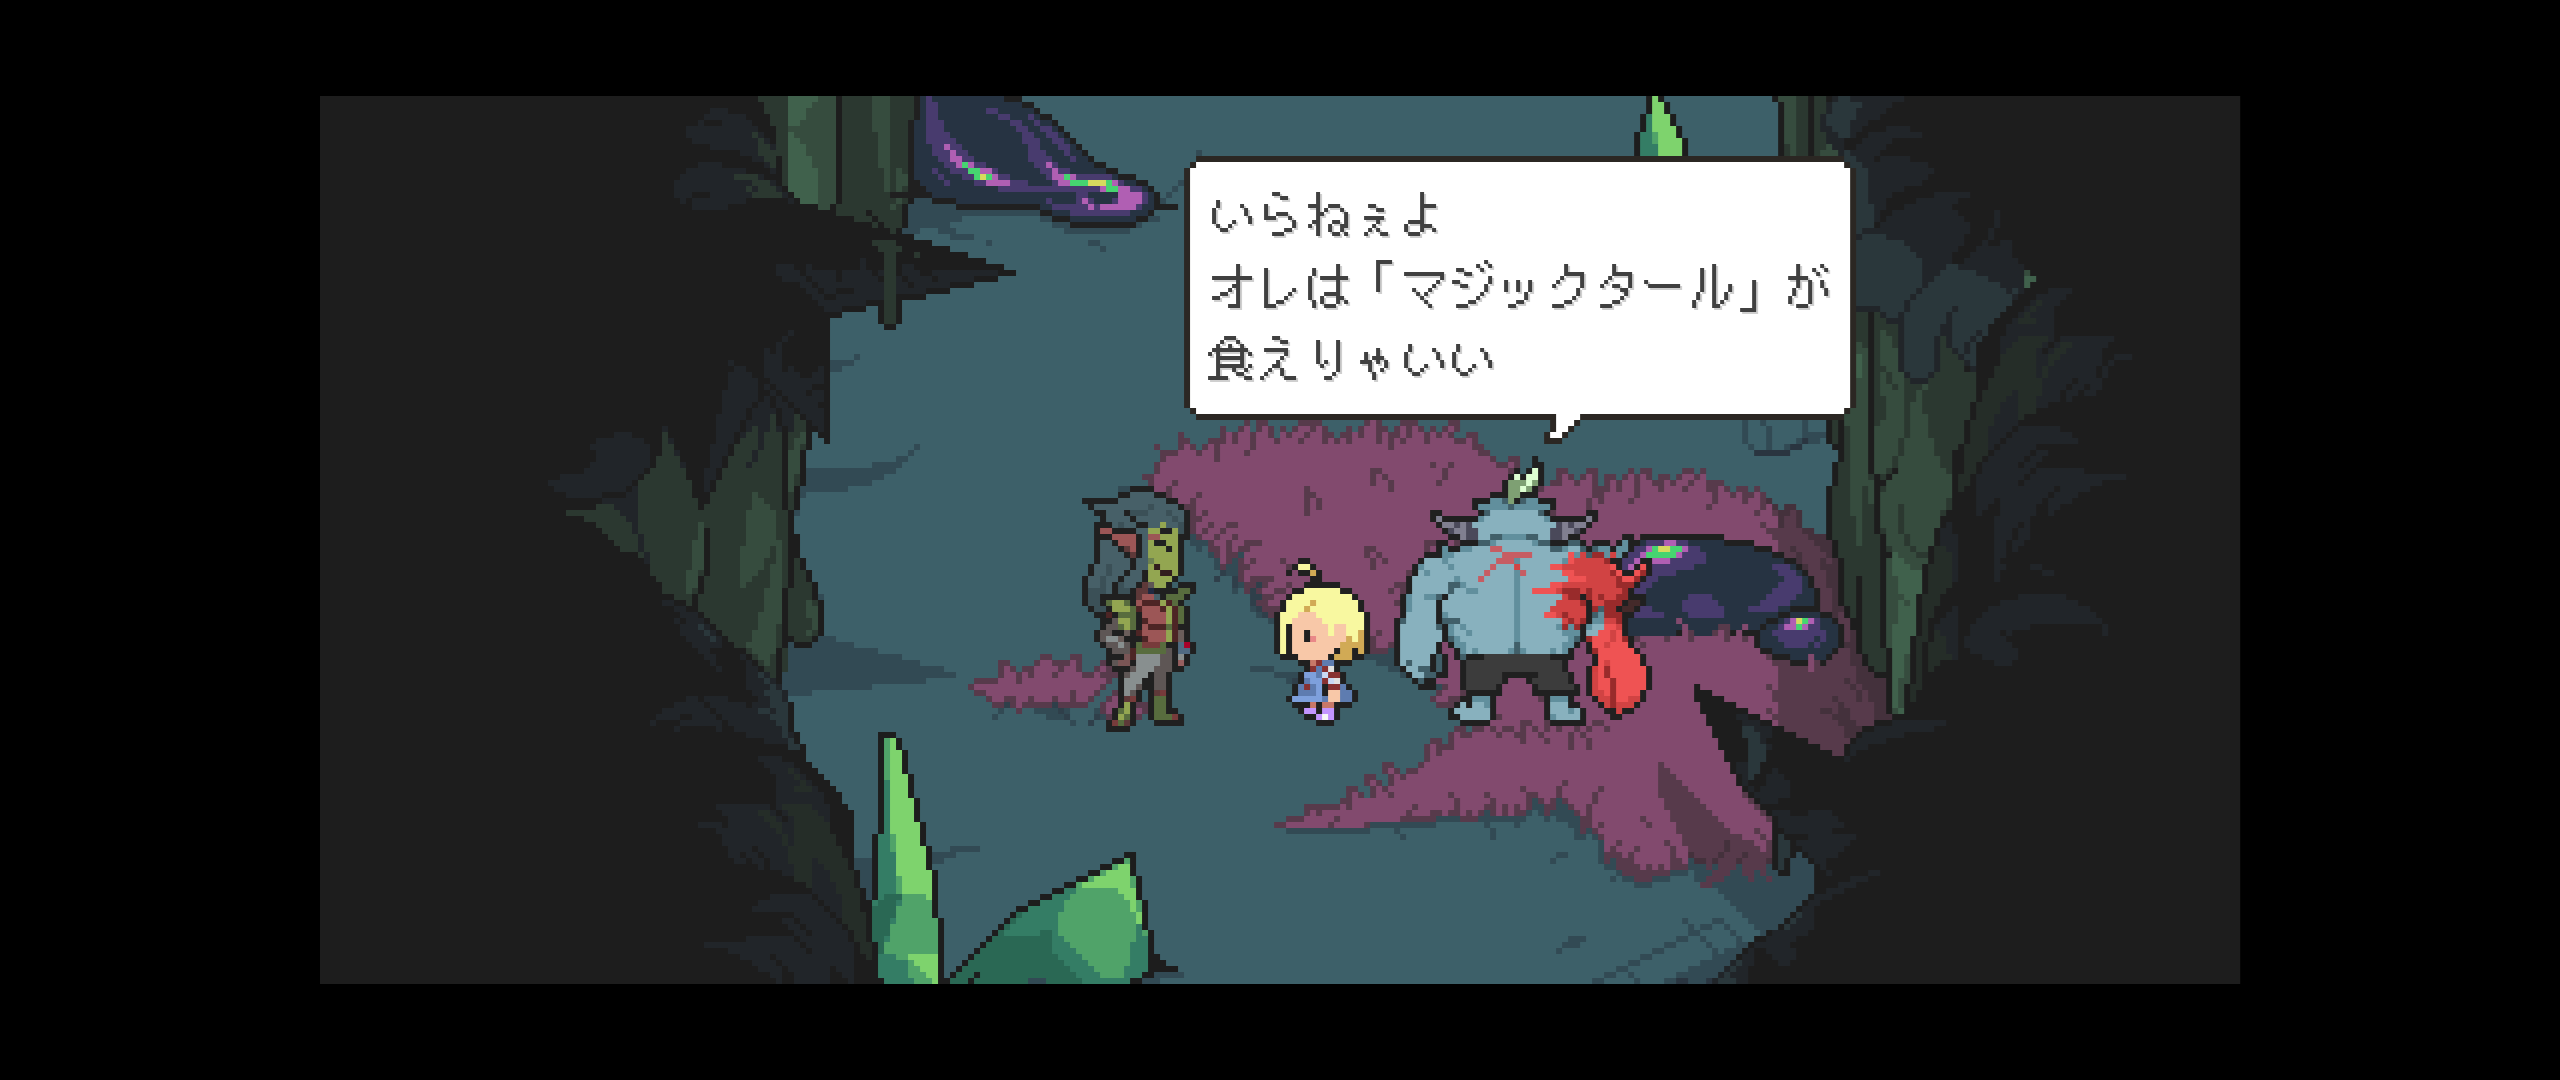 いらねぇよ
オレは「マジックタール」が
食えりゃいい